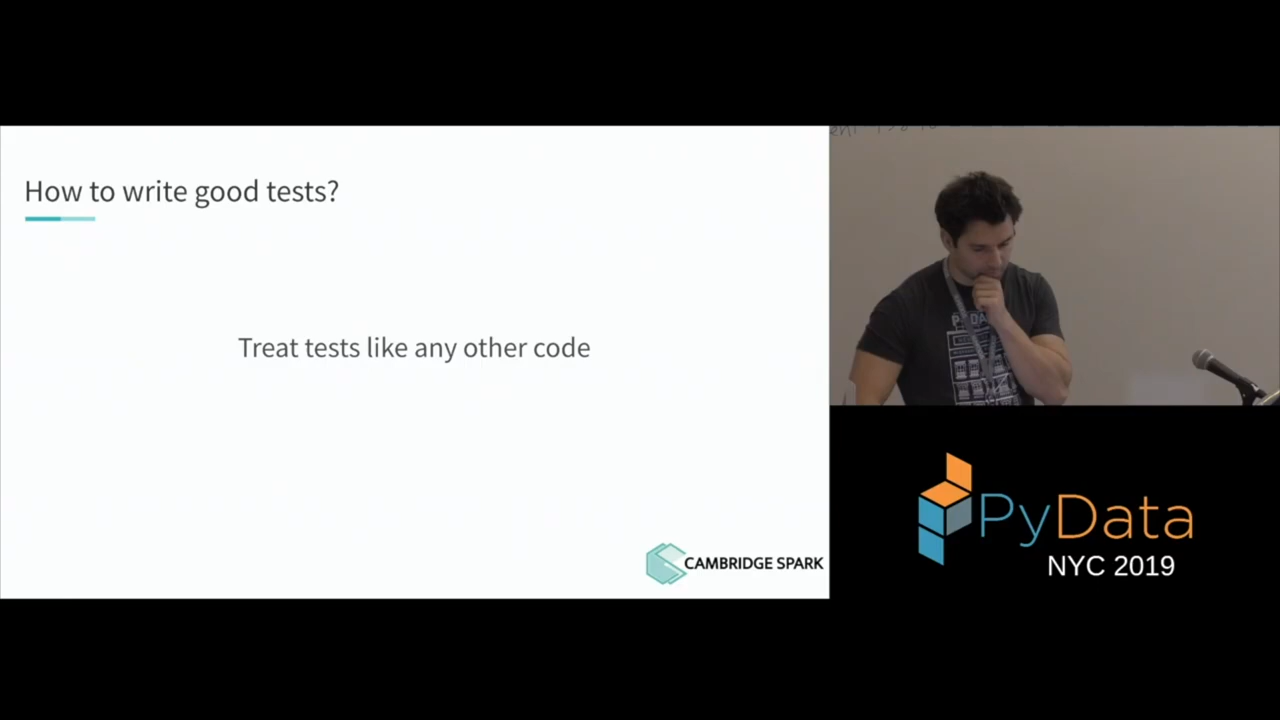 How to write good tests?
Treat tests like any other code
CAMBRIDGE SPARK
PyData
NYC 2019